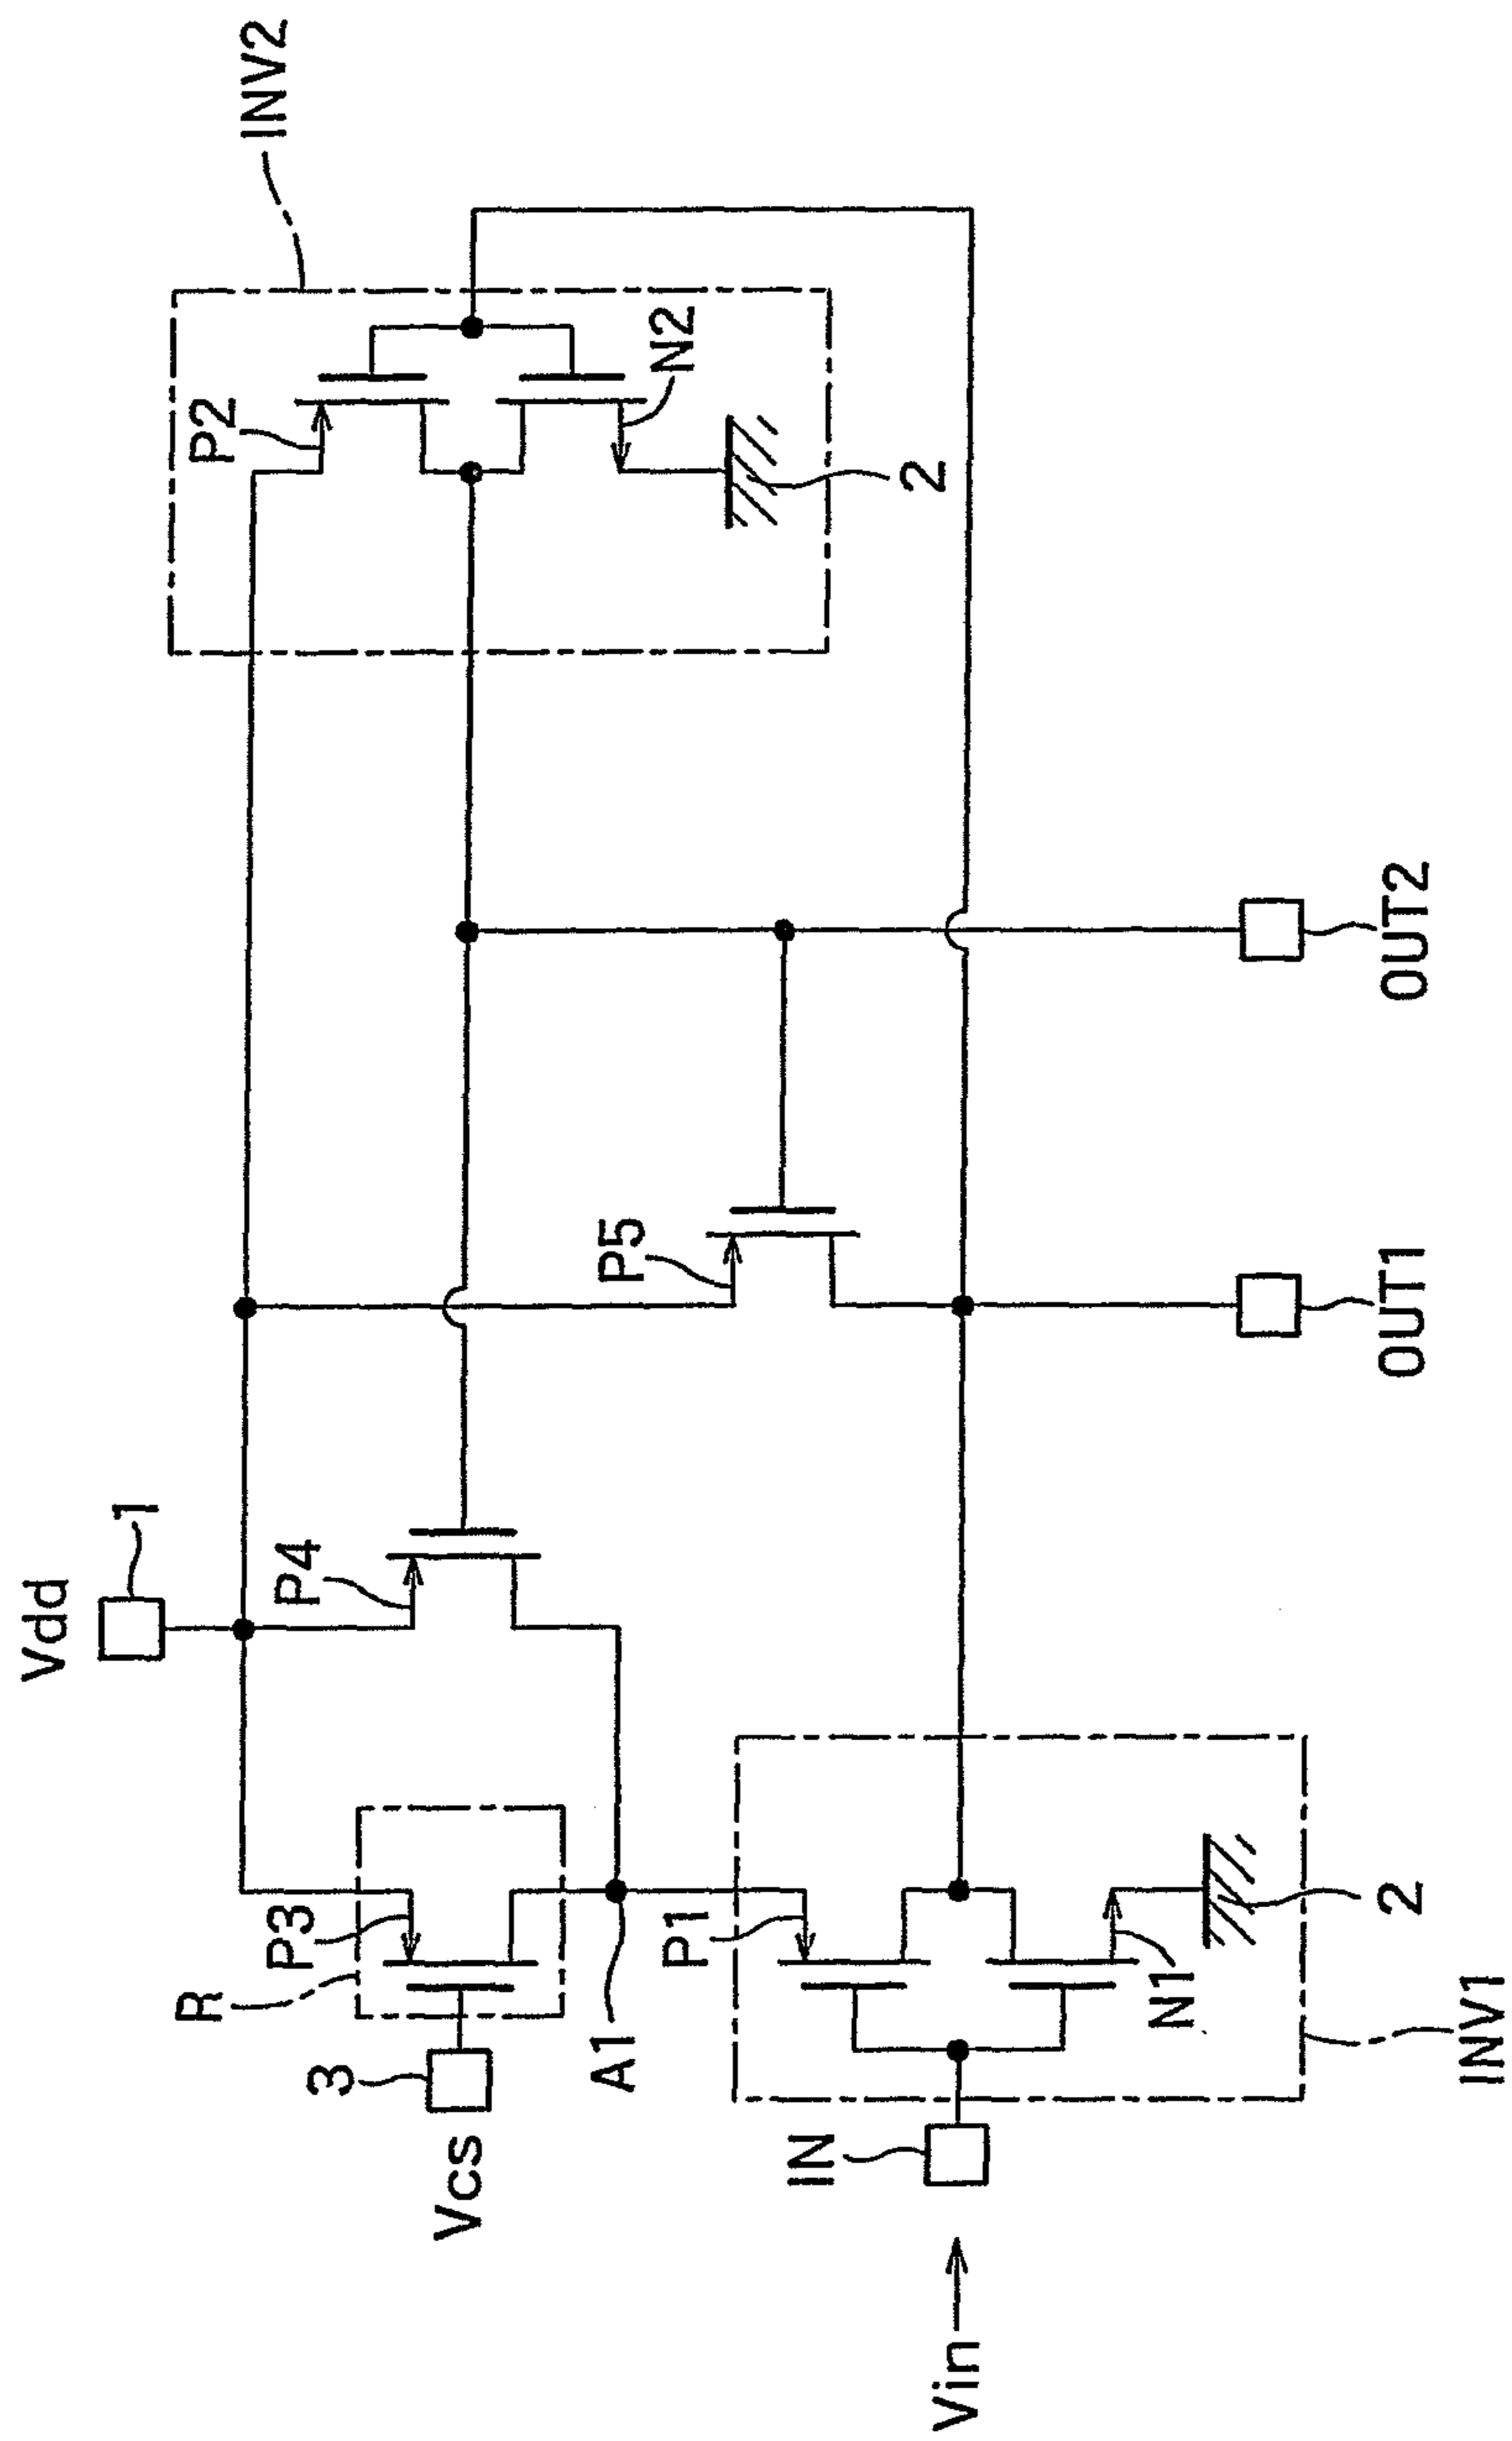 Vdd
1
INV2
P4
P2
R
P3
3
Vcs
A1
P5
N2
2
P1
IN
Vin
N1
2
INV1
OUT1
OUT2